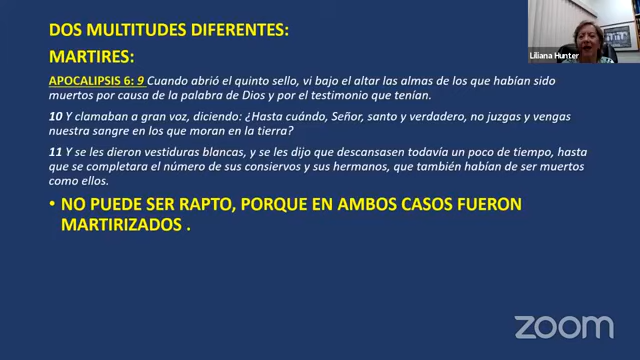 DOS MULTITUDES DIFERENTES:
MARTIRES:
APOCALIPSIS 6: 9 Cuando abrió el quinto sello, vi bajo el altar las almas de los que habían sido
muertos por causa de la palabra de Dios y por el testimonio que tenían.
10 Y clamaban a gran voz, diciendo: ¿Hasta cuándo, Señor, santo y verdadero, no juzgas y vengas
nuestra sangre en los que moran en la tierra?
11 Y se les dieron vestiduras blancas, y se les dijo que descansasen todavía un poco de tiempo, hasta
que se completara el número de sus consiervos y sus hermanos, que también habían de ser muertos
como ellos.
• NO PUEDE SER RAPTO, PORQUE EN AMBOS CASOS FUERON
MARTIRIZADOS .
Liliana Hunter
zoom